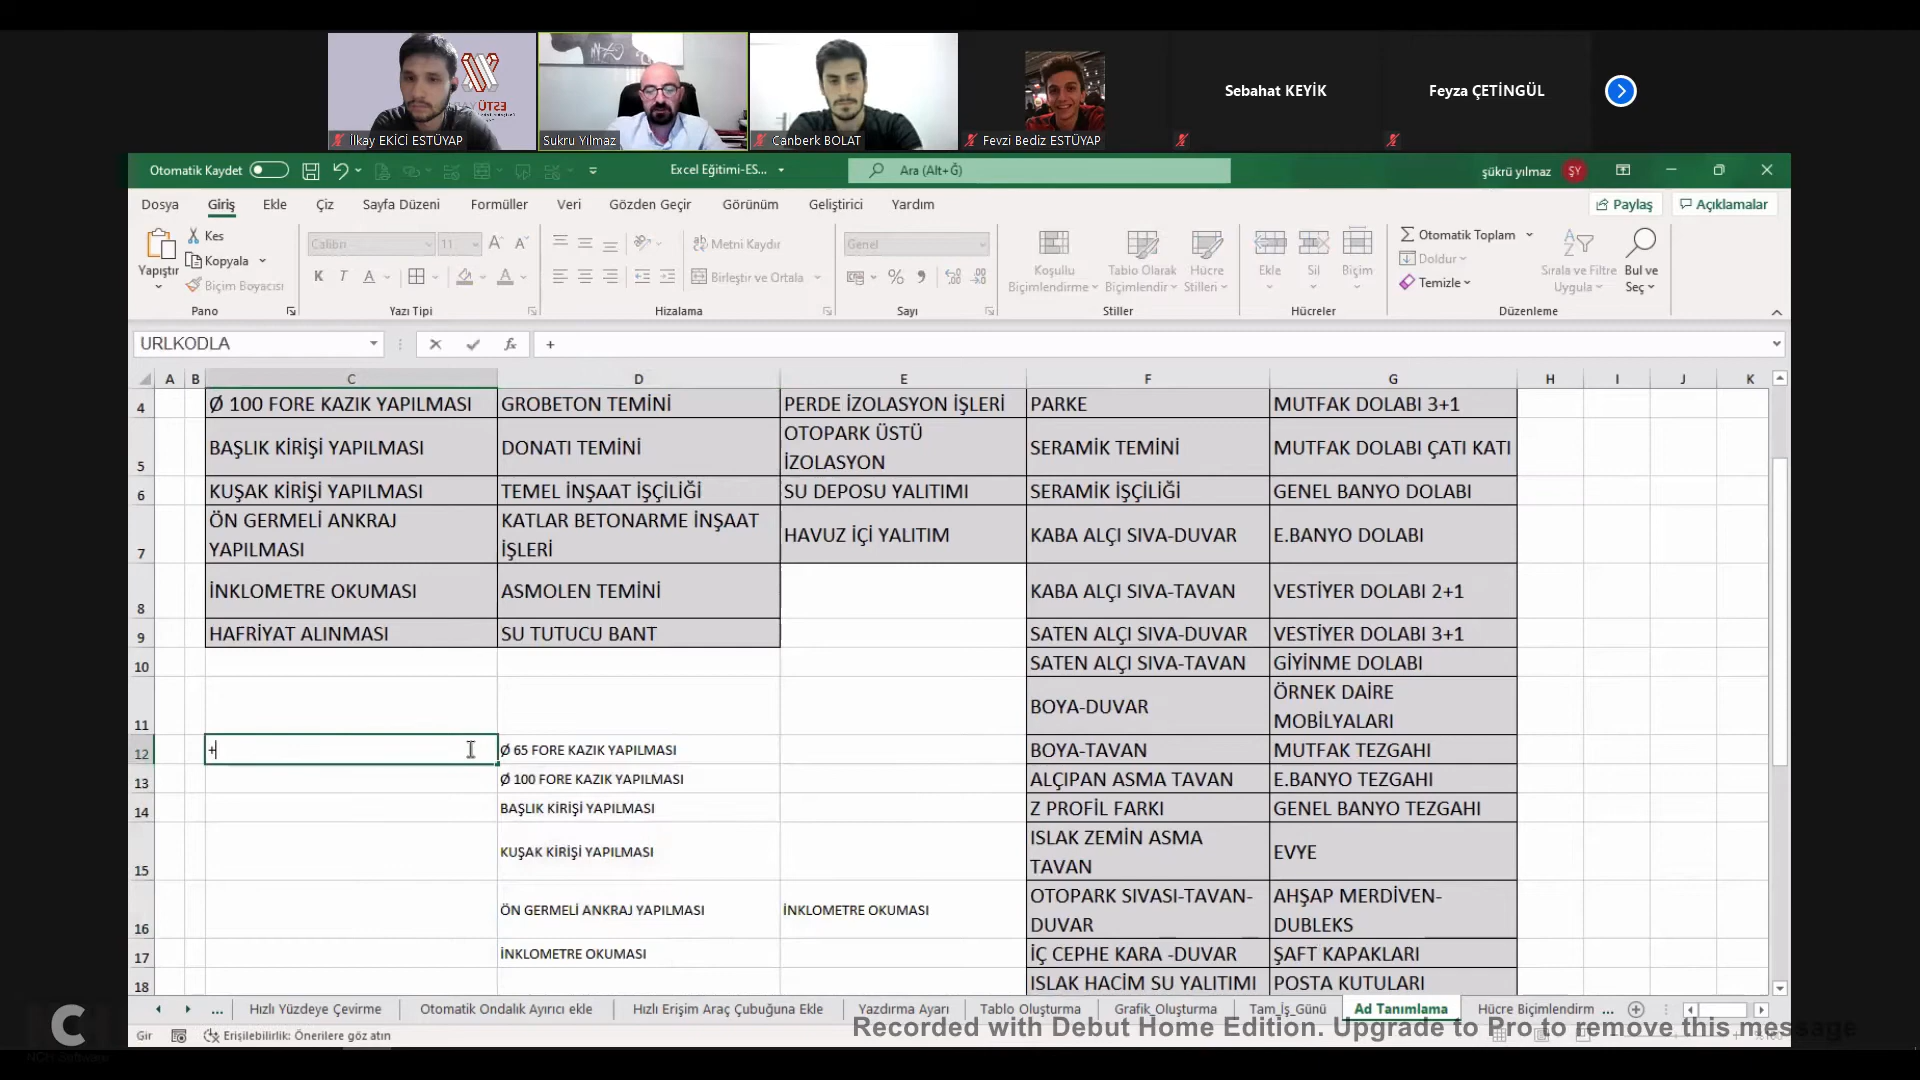 ESTÜYAP
İlkay EKİCİ ESTÜYAP
Sukru Yılmaz
Canberk BOLAT
Fevzi Bediz ESTÜYAP
Sebahat KEYİK
Feyza ÇETİNGÜL
Otomatik Kaydet
Excel Eğitimi-ES...
Ara (Alt+Ğ)
şükrü yılmaz
ŞY
Dosya Giriş Ekle Çiz Sayfa Düzeni Formüller Veri Gözden Geçir Görünüm Geliştirici Yardım
Paylaş
Açıklamalar
Yapıştır
Kes
Kopyala
Biçim Boyacısı
Pano
Calibri 11
K T A
Yazı Tipi
Metni Kaydır
Birleştir ve Ortala
Hizalama
Genel
Sayı
Koşullu Biçimlendirme
Tablo Olarak Biçimlendir
Hücre Stilleri
Stiller
Ekle
Sil
Biçim
Hücreler
Otomatik Toplam
Doldur
Temizle
Sırala ve Filtre Uygula
Bul ve Seç
Düzenleme
URLKODLA
fx
+
A B C D E F G H I J K
4 Ø 100 FORE KAZIK YAPILMASI GROBETON TEMİNİ PERDE İZOLASYON İŞLERİ PARKE MUTFAK DOLABI 3+1
5 BAŞLIK KİRİŞİ YAPILMASI DONATI TEMİNİ OTOPARK ÜSTÜ İZOLASYON SERAMİK TEMİNİ MUTFAK DOLABI ÇATI KATI
6 KUŞAK KİRİŞİ YAPILMASI TEMEL İNŞAAT İŞÇİLİĞİ SU DEPOSU YALITIMI SERAMİK İŞÇİLİĞİ GENEL BANYO DOLABI
7 ÖN GERMELİ ANKRAJ YAPILMASI KATLAR BETONARME İNŞAAT İŞLERİ HAVUZ İÇİ YALITIM KABA ALÇI SIVA-DUVAR E.BANYO DOLABI
8 İNKLOMETRE OKUMASI ASMOLEN TEMİNİ KABA ALÇI SIVA-TAVAN VESTİYER DOLABI 2+1
9 HAFRİYAT ALINMASI SU TUTUCU BANT SATEN ALÇI SIVA-DUVAR VESTİYER DOLABI 3+1
10 SATEN ALÇI SIVA-TAVAN GİYİNME DOLABI
11 BOYA-DUVAR ÖRNEK DAİRE MOBİLYALARI
12 + Ø 65 FORE KAZIK YAPILMASI BOYA-TAVAN MUTFAK TEZGAHI
13 Ø 100 FORE KAZIK YAPILMASI ALÇIPAN ASMA TAVAN E.BANYO TEZGAHI
14 BAŞLIK KİRİŞİ YAPILMASI Z PROFİL FARKI GENEL BANYO TEZGAHI
15 KUŞAK KİRİŞİ YAPILMASI ISLAK ZEMİN ASMA TAVAN EVYE
16 ÖN GERMELİ ANKRAJ YAPILMASI İNKLOMETRE OKUMASI OTOPARK SIVASI-TAVAN-DUVAR AHŞAP MERDİVEN-DUBLEKS
17 İNKLOMETRE OKUMASI İÇ CEPHE KARA -DUVAR ŞAFT KAPAKLARI
18 ISLAK HACİM SU YALITIMI POSTA KUTULARI
... Hızlı Yüzdeye Çevirme Otomatik Ondalık Ayırıcı ekle Hızlı Erişim Araç Çubuğuna Ekle Yazdırma Ayarı Tablo Oluşturma Grafik_Oluşturma Tam_İş_Günü Ad Tanımlama Hücre Biçimlendirm ...
Gir
Erişilebilirlik: Önerilere göz atın
Recorded with Debut Home Edition. Upgrade to Pro to remove this message
NCH Software